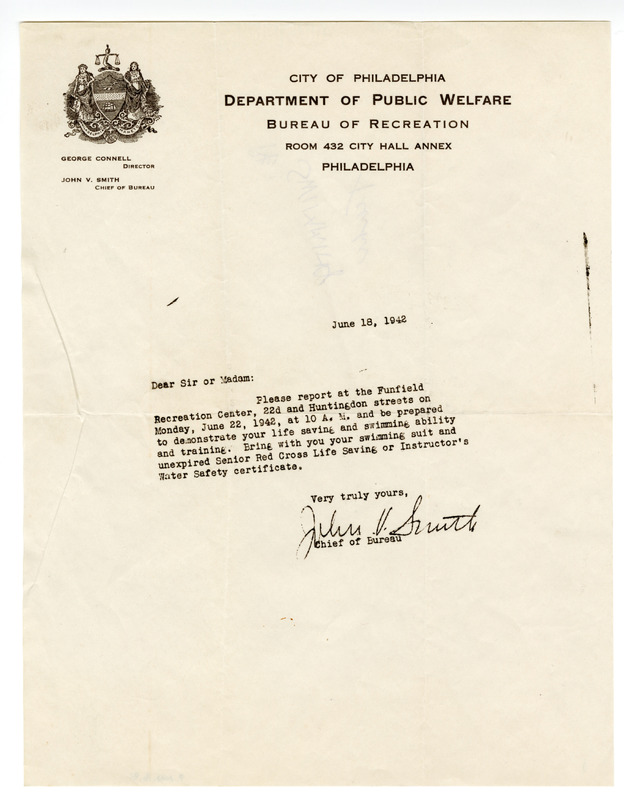 CITY OF PHILADELPHIA
DEPARTMENT OF PUBLIC WELFARE
BUREAU OF RECREATION
ROOM 432 CITY HALL ANNEX
PHILADELPHIA
GEORGE CONNELL
DIRECTOR
JOHN V. SMITH
CHIEF OF BUREAU
June 18, 1942
Dear Sir or Madam:
Please report at the Funfield
Recreation Center, 22d and Huntingdon streets on
Monday, June 22, 1942, at 10 A. M. and be prepared
to demonstrate your life saving and swimming ability
and training. Bring with you your swimming suit and
unexpired Senior Red Cross Life Saving or Instructor's
Water Safety certificate.
Very truly yours,
John V. Smith
Chief of Bureau